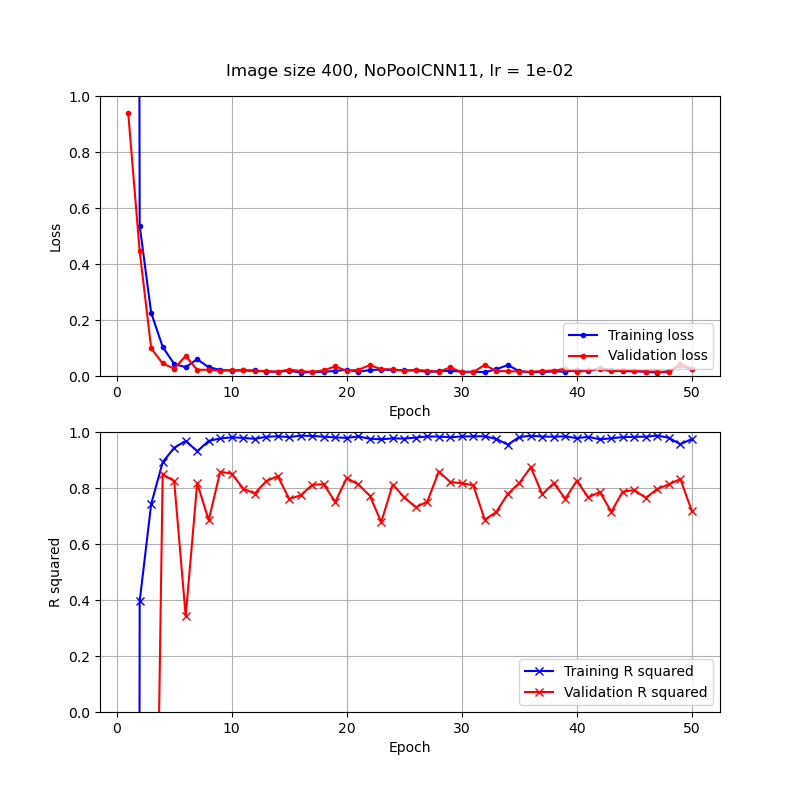 Image size 400, NoPoolCNN11, lr = 1e-02
1.0
0.8
0.6
0.4
0.2
0.0
Loss
0 10 20 30 40 50
Epoch
Training loss
Validation loss
1.0
0.8
0.6
0.4
0.2
0.0
R squared
0 10 20 30 40 50
Epoch
Training R squared
Validation R squared